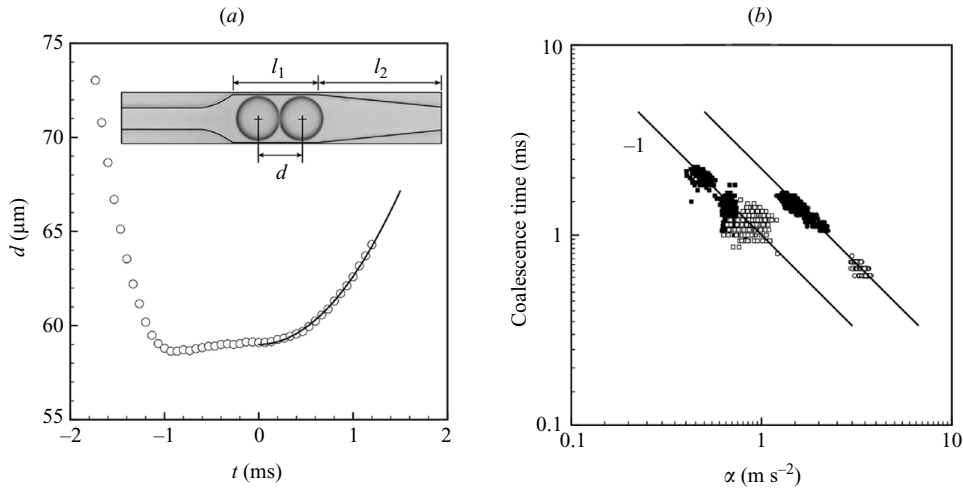 (a)
(b)
75
70
65
60
55
−2
−1
0
1
2
d (μm)
t (ms)
l1
l2
d
10
1
0.1
0.1
1
10
Coalescence time (ms)
α (m s−2)
−1